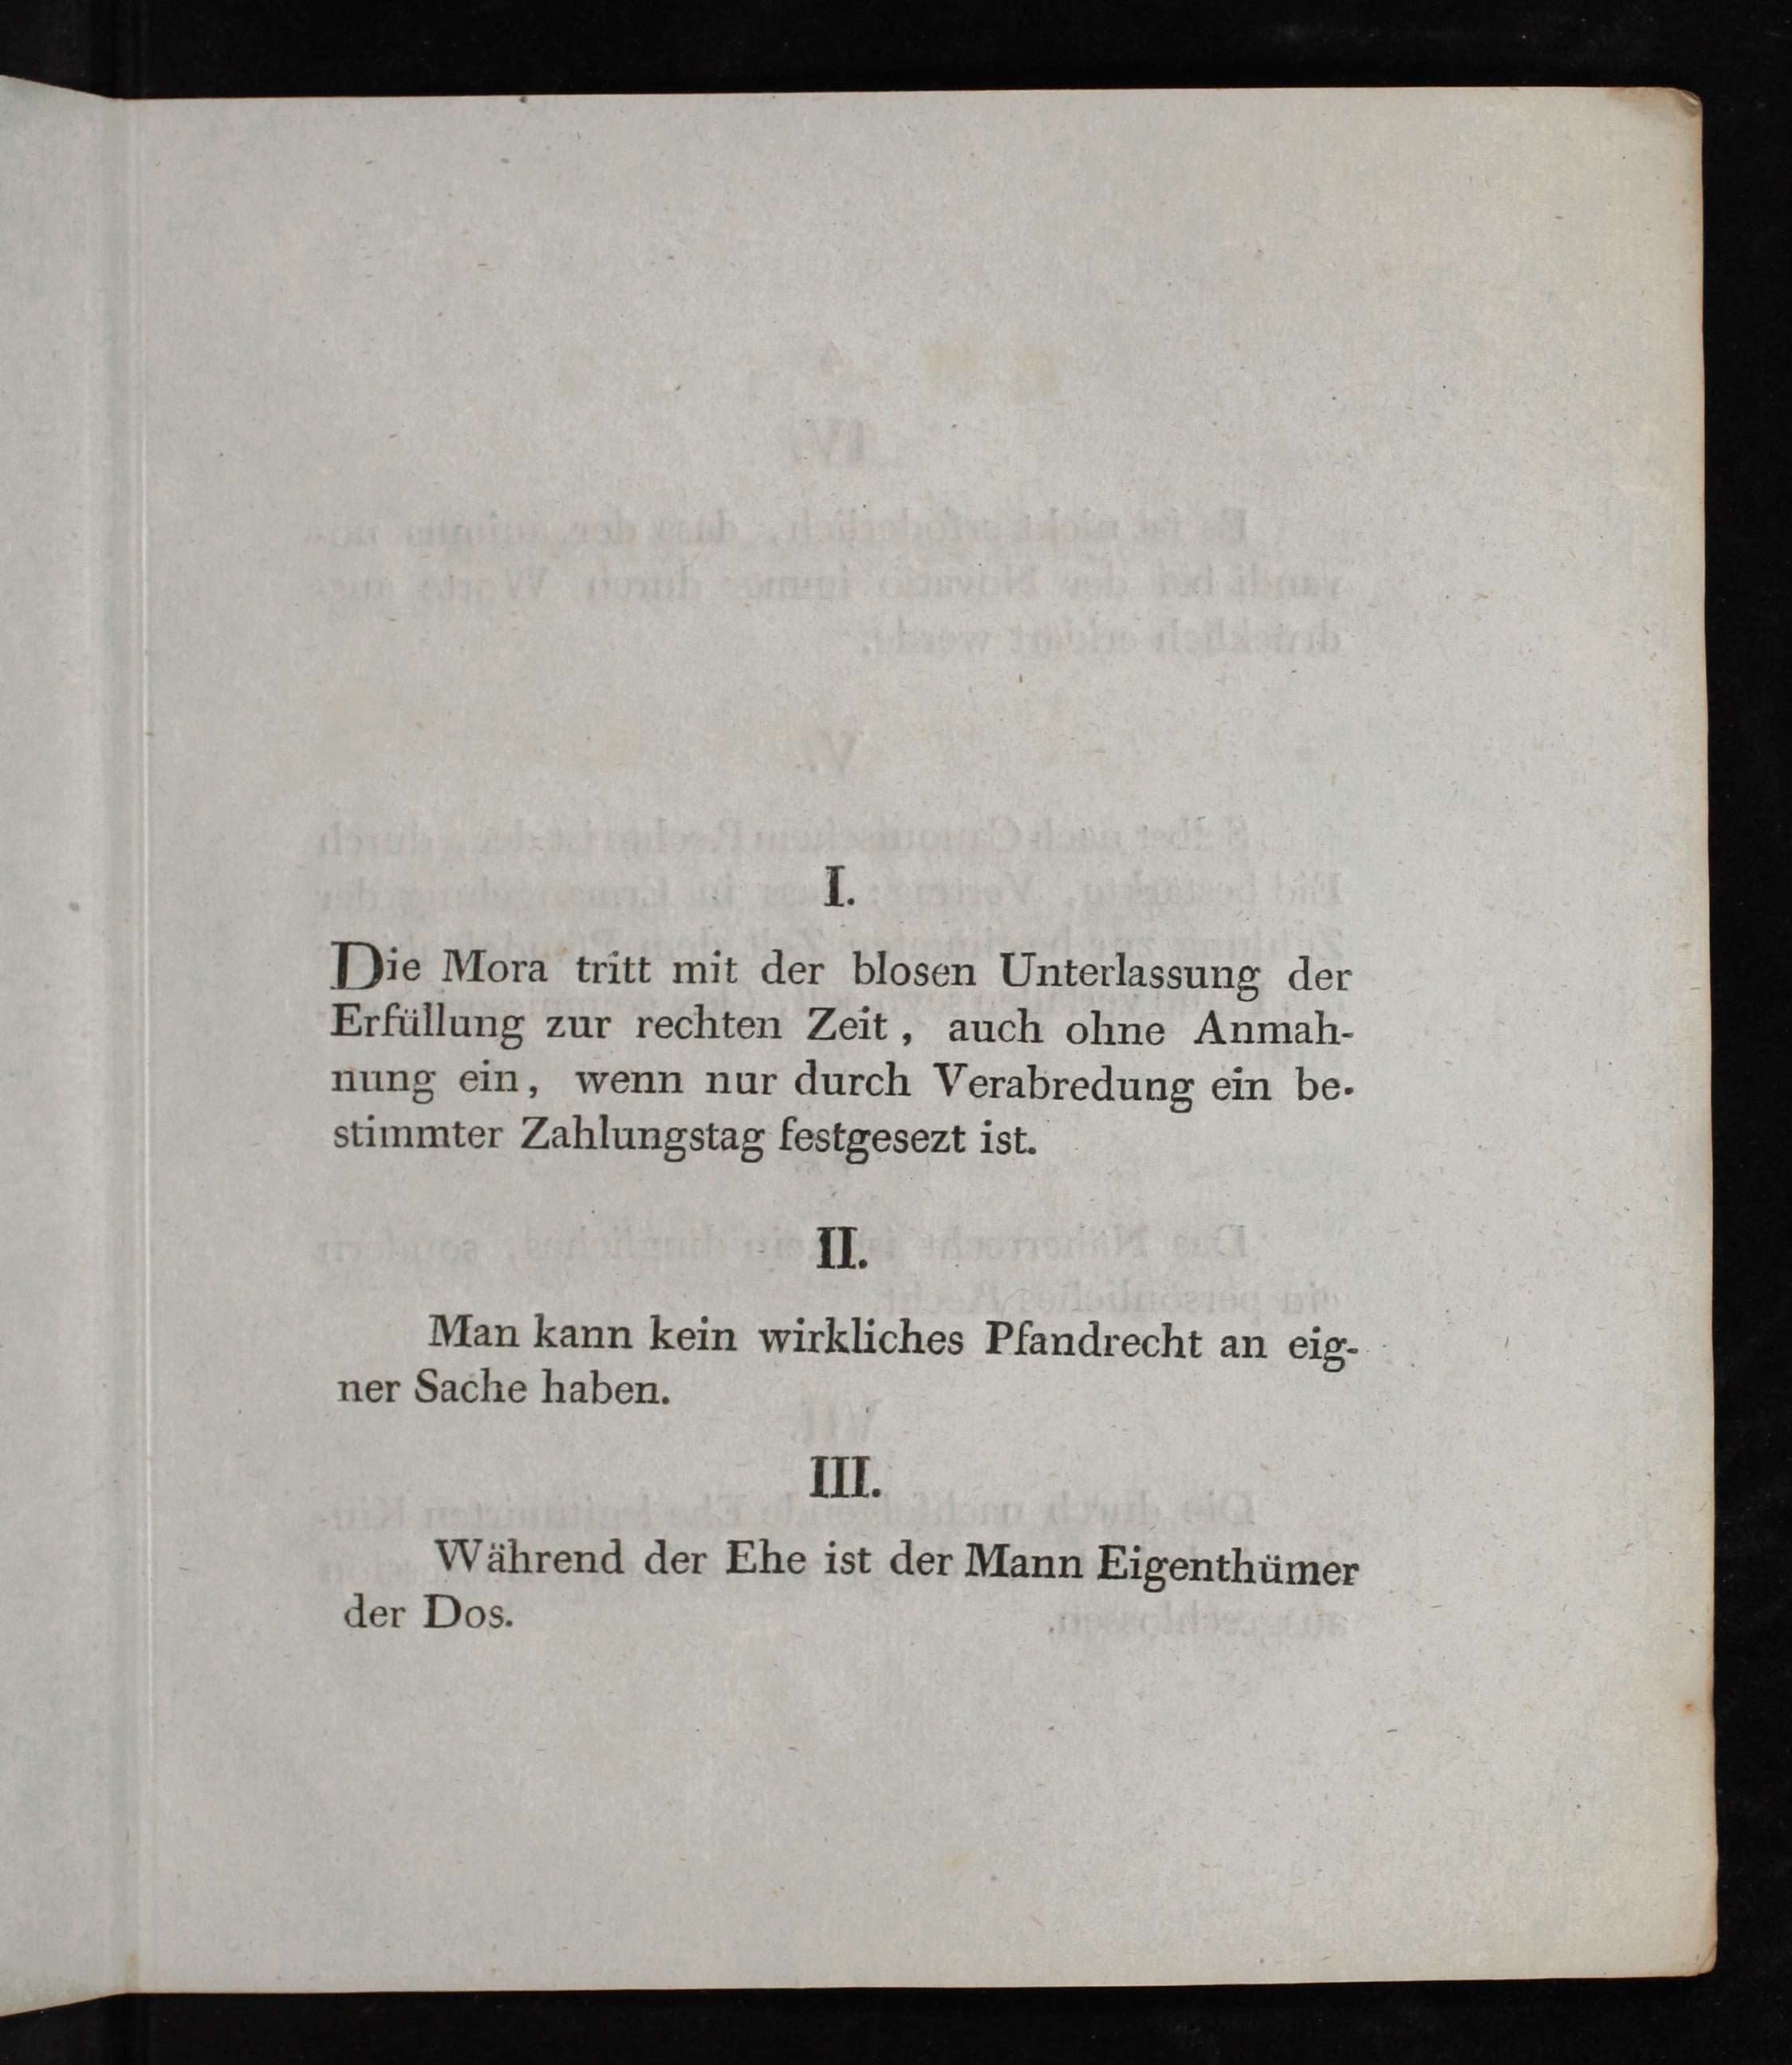 I.
Die Mora tritt mit der blosen Unterlassung der
Erfüllung zur rechten Zeit, auch ohne Anmah-
nung ein, wenn nur durch Verabredung ein be-
stimmter Zahlungstag festgesezt ist.
II.
Man kann kein wirkliches Pfandrecht an eig-
ner Sache haben.
III.
Während der Ehe ist der Mann Eigenthümer
der Dos.